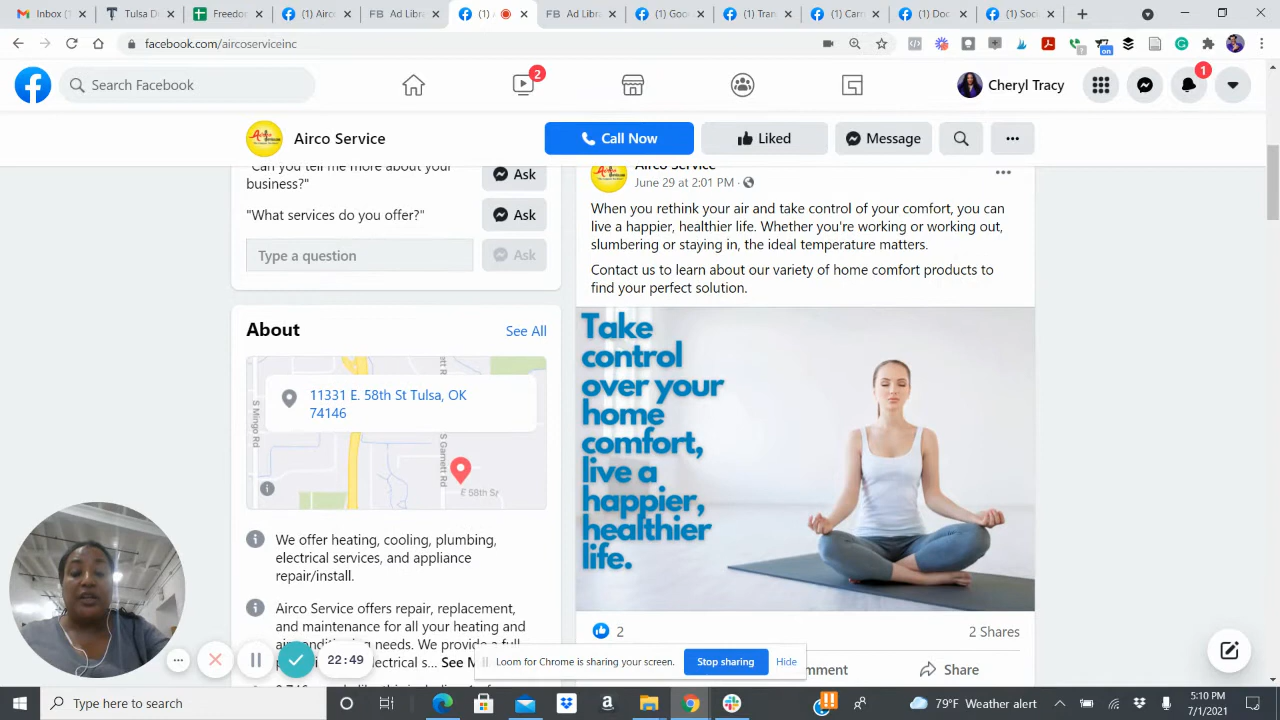 Inbox (1
Tulsa D
Freedo
(1) Airco
Ad Libra
(1) A
Ad Libra
(1) Goo
(1) Tran
(1) Carri
(1) Doc
(1) Soci
facebook.com/aircoserviceinc
on
Search Facebook
2
Cheryl Tracy
1
Airco Service
Call Now
Liked
Message
"Can you tell me more about your
business?"
Ask
"What services do you offer?"
Ask
Type a question
Ask
About
See All
11331 E. 58th St Tulsa, OK
74146
S Mingo Rd
S Garnett Rd
E 58th St
We offer heating, cooling, plumbing,
electrical services, and appliance
repair/install.
Airco Service offers repair, replacement,
and maintenance for all your heating and
Airco Service
June 29 at 2:01 PM ·
When you rethink your air and take control of your comfort, you can
live a happier, healthier life. Whether you're working or working out,
slumbering or staying in, the ideal temperature matters.
Contact us to learn about our variety of home comfort products to
find your perfect solution.
Take
control
over your
home
comfort,
live a
happier,
healthier
life.
2
2 Shares
Share
22:49
Loom for Chrome is sharing your screen.
Stop sharing
Hide
Type here to search
79°F Weather alert
5:10 PM
7/1/2021